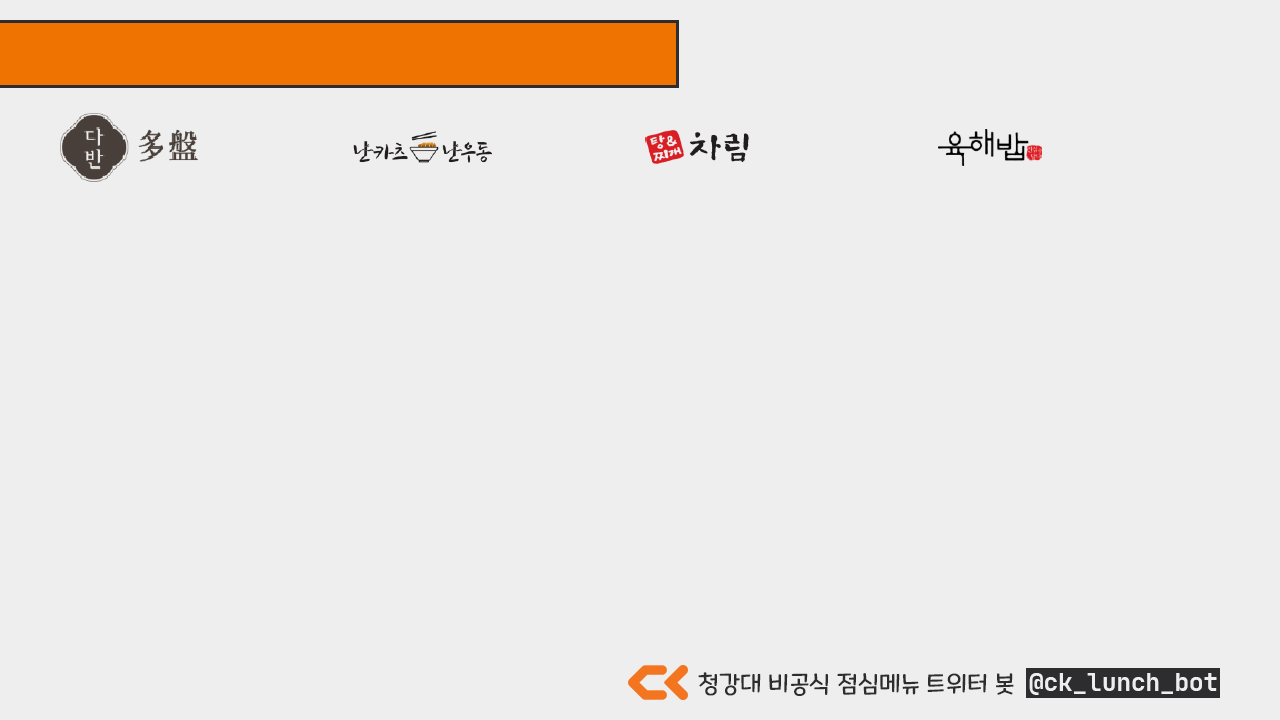 다반 多盤
난카츠 난우동
탕&찌개 차림
육해밥
청강대 비공식 점심메뉴 트위터 봇 @ck_lunch_bot